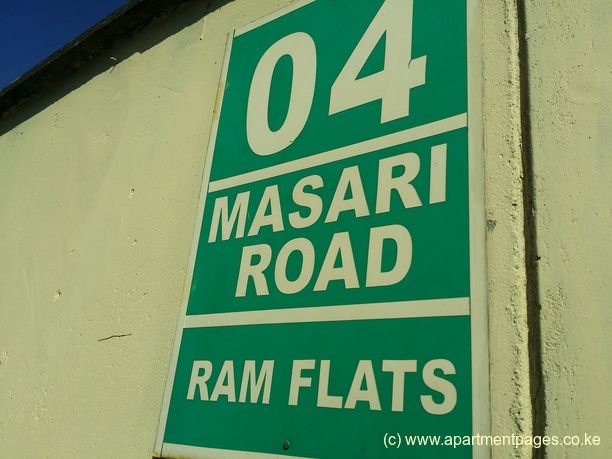 04
MASARI
ROAD
RAM FLATS
(c) www.apartmentpages.co.ke